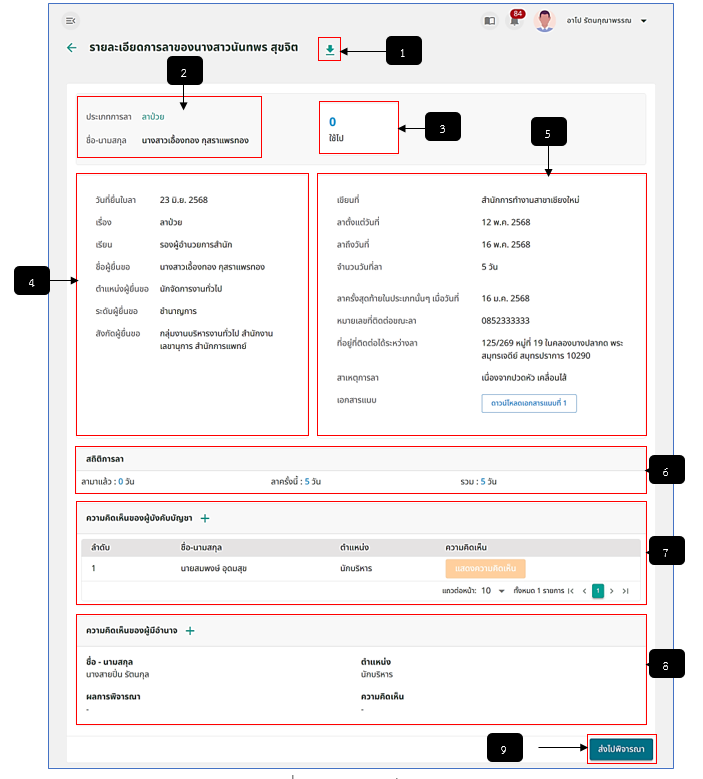 84
อาไป รัตนกุณาพรรณ
รายละเอียดการลาของนางสาวนันทพร สุขจิต
1
2
ประเภทการลา ลาป่วย
ชื่อ-นามสกุล นางสาวเอื้องทอง กุสราแพรทอง
0
ใช้ไป
3
5
4
วันที่ยื่นใบลา 23 มิ.ย. 2568
เรื่อง ลาป่วย
เรียน รองผู้อำนวยการสำนัก
ชื่อผู้ยื่นขอ นางสาวเอื้องทอง กุสราแพรทอง
ตำแหน่งผู้ยื่นขอ นักจัดการงานทั่วไป
ระดับผู้ยื่นขอ ชำนาญการ
สังกัดผู้ยื่นขอ กลุ่มงานบริหารงานทั่วไป สำนักงาน
เลขานุการ สำนักการแพทย์
เขียนที่ สำนักการทำงานสาขาเชียงใหม่
ลาตั้งแต่วันที่ 12 พ.ค. 2568
ลาถึงวันที่ 16 พ.ค. 2568
จำนวนวันที่ลา 5 วัน
ลาครั้งสุดท้ายในประเภทนั้นๆ เมื่อวันที่ 16 ม.ค. 2568
หมายเลขที่ติดต่อขณะลา 0852333333
ที่อยู่ที่ติดต่อได้ระหว่างลา 125/269 หมู่ที่ 19 ในคลองบางปลากด พระ
สมุทรเจดีย์ สมุทรปราการ 10290
สาเหตุการลา เนื่องจากปวดหัว เคลื่อนไส้
เอกสารแนบ ดาวน์โหลดเอกสารแนบที่ 1
สถิติการลา
ลามาแล้ว : 0 วัน ลาครั้งนี้ : 5 วัน รวม : 5 วัน
6
ความคิดเห็นของผู้บังคับบัญชา +
ลำดับ ชื่อ-นามสกุล ตำแหน่ง ความคิดเห็น
1 นายสมพงษ์ อุดมสุข นักบริหาร แสดงความคิดเห็น
แถวต่อหน้า: 10 ทั้งหมด 1 รายการ 1
7
ความคิดเห็นของผู้มีอำนาจ +
ชื่อ - นามสกุล ตำแหน่ง
นางสายปิ่น รัตนกุล นักบริหาร
ผลการพิจารณา ความคิดเห็น
- -
8
9
ส่งไปพิจารณา